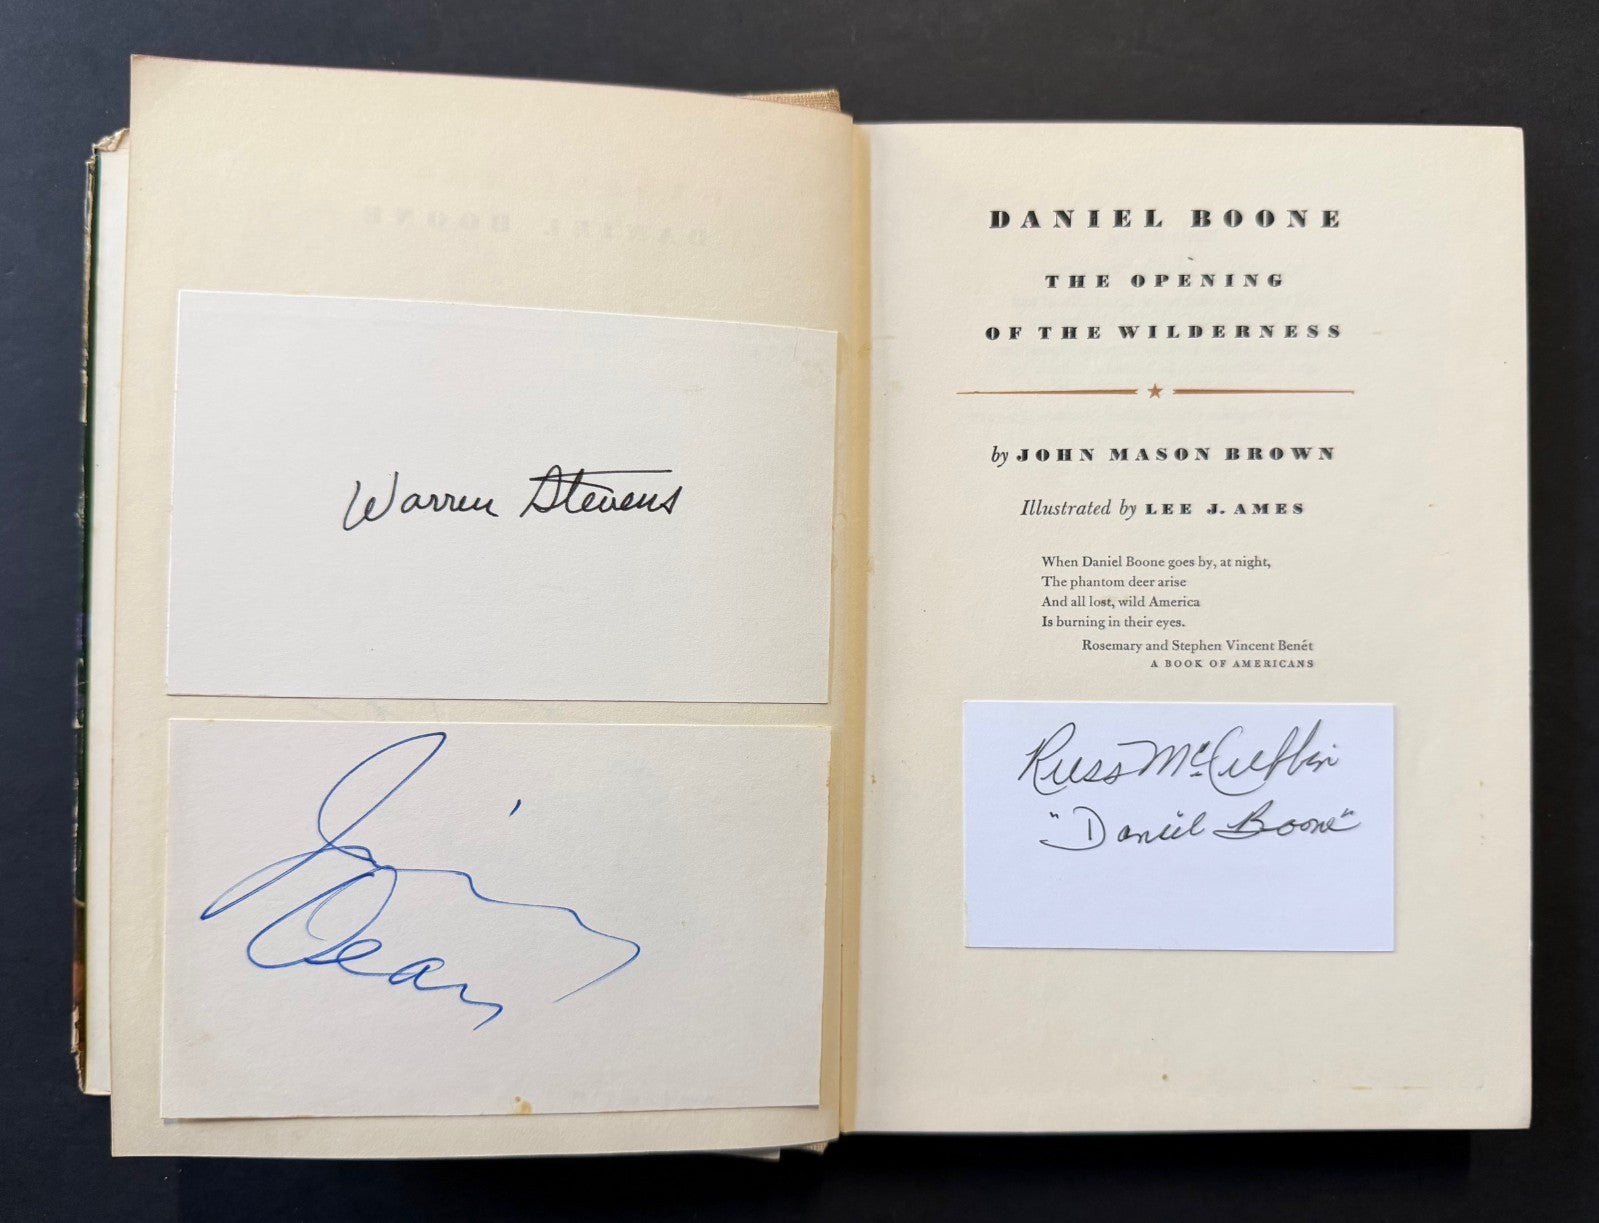 Warren Stevens
Jimmy
Dean
DANIEL BOONE
THE OPENING
OF THE WILDERNESS
by JOHN MASON BROWN
Illustrated by LEE J. AMES
When Daniel Boone goes by, at night,
The phantom deer arise
And all lost, wild America
Is burning in their eyes.
Rosemary and Stephen Vincent Benét
A BOOK OF AMERICANS
Russ McCubbin
"Daniel Boone"